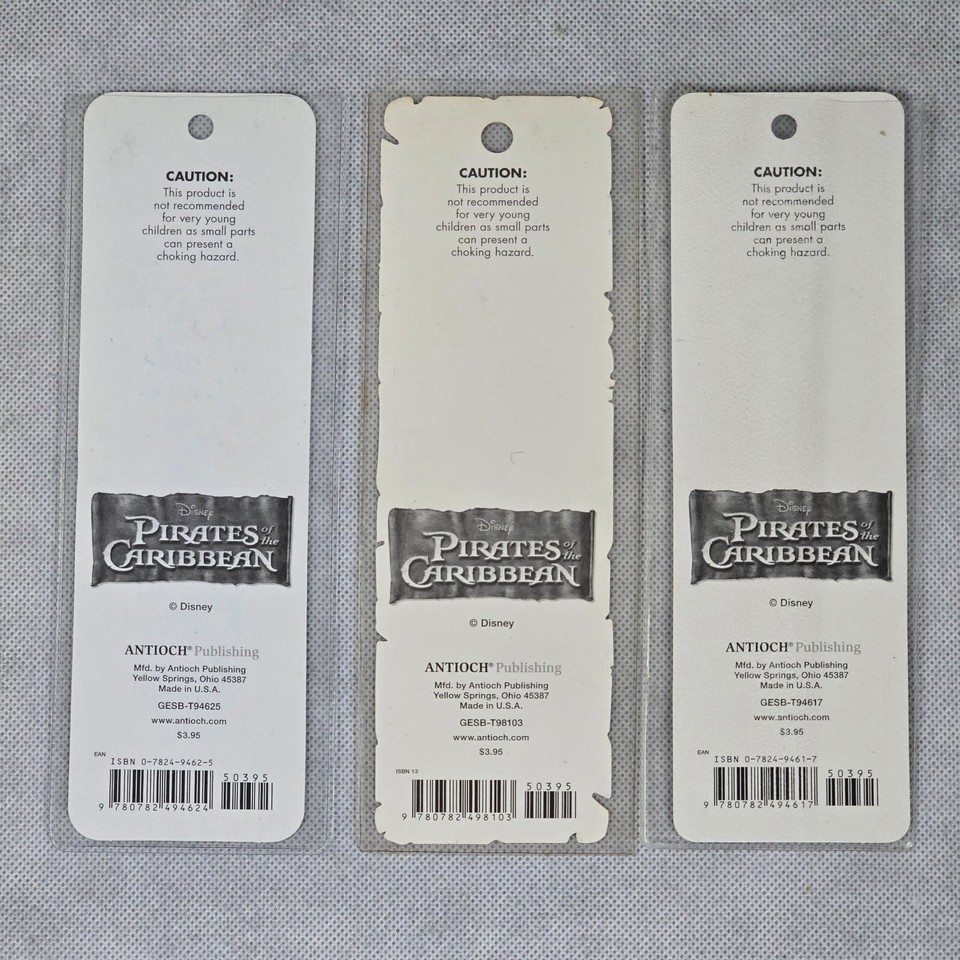 CAUTION:
This product is
not recommended
for very young
children as small parts
can present a
choking hazard.
Disney
PIRATES of
the
CARIBBEAN
© Disney
ANTIOCH® Publishing
Mfd. by Antioch Publishing
Yellow Springs, Ohio 45387
Made in U.S.A.
GESB-T94625
www.antioch.com
$3.95
EAN
ISBN 0-7824-9462-5
50395
9 780782 494624
CAUTION:
This product is
not recommended
for very young
children as small parts
can present a
choking hazard.
Disney
PIRATES of
the
CARIBBEAN
© Disney
ANTIOCH® Publishing
Mfd. by Antioch Publishing
Yellow Springs, Ohio 45387
Made in U.S.A.
GESB-T98103
www.antioch.com
$3.95
ISBN 13
50395
9 780782 498103
CAUTION:
This product is
not recommended
for very young
children as small parts
can present a
choking hazard.
Disney
PIRATES of
the
CARIBBEAN
© Disney
ANTIOCH® Publishing
Mfd. by Antioch Publishing
Yellow Springs, Ohio 45387
Made in U.S.A.
GESB-T94617
www.antioch.com
$3.95
EAN
ISBN 0-7824-9461-7
50395
9 780782 494617